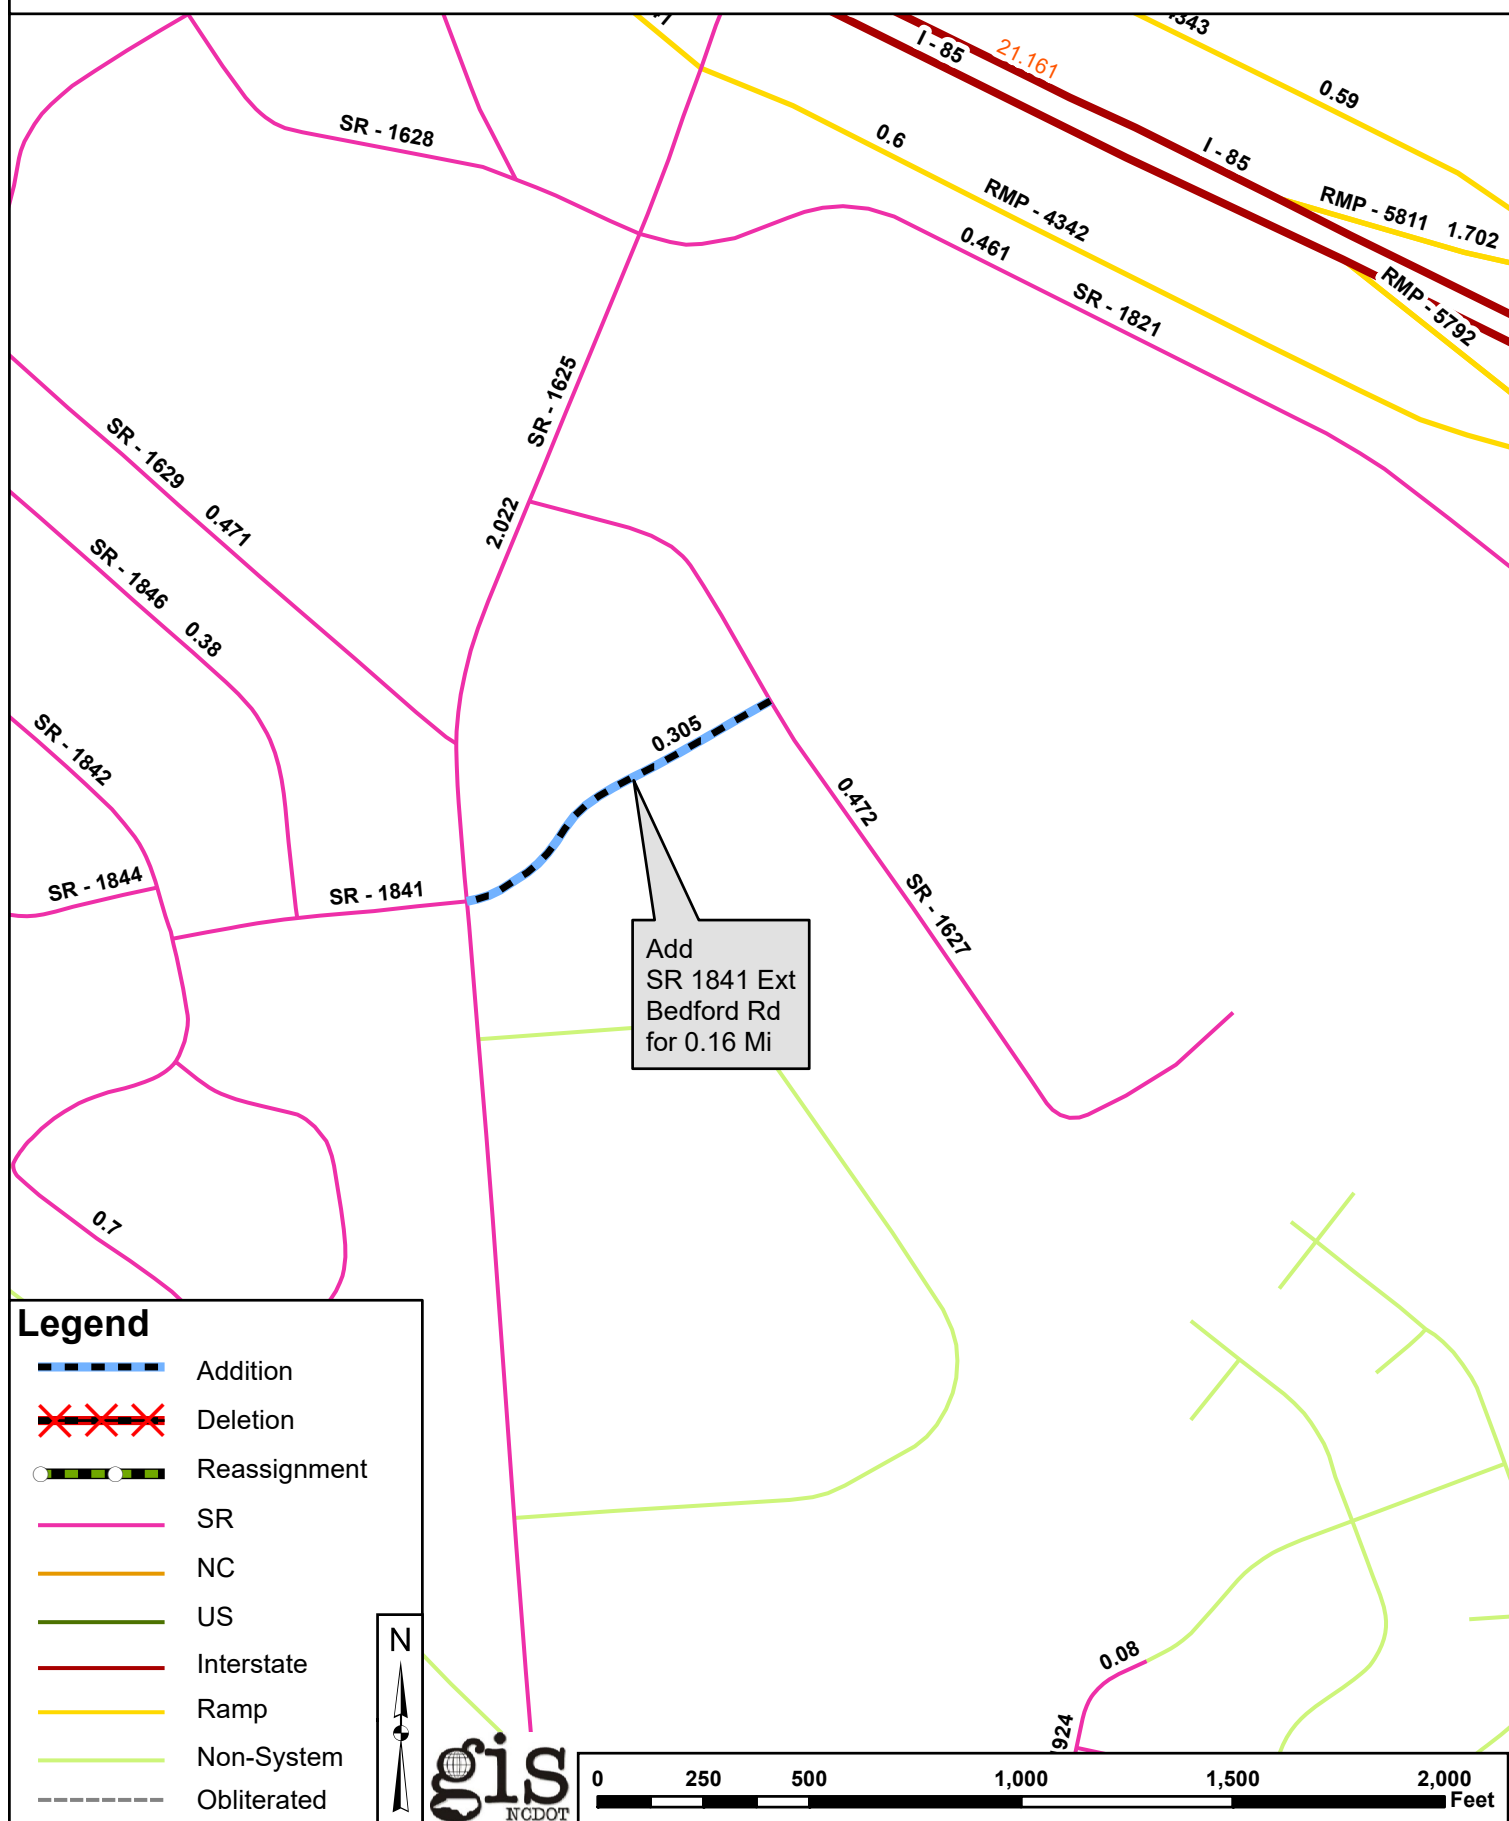 I - 85
21.161
4343
0.59
SR - 1628
0.6
I - 85
RMP - 4342
RMP - 5811 1.702
0.461
SR - 1821
RMP - 5792
SR - 1625
SR - 1629 0.471
2.022
SR - 1846 0.38
SR - 1842
0.305
0.472
SR - 1844
SR - 1841
SR - 1627
Add
SR 1841 Ext
Bedford Rd
for 0.16 Mi
0.7
Legend
Addition
Deletion
Reassignment
SR
NC
US
Interstate
Ramp
Non-System
Obliterated
N
gis
NCDOT
0.08
1924
0 250 500 1,000 1,500 2,000
Feet